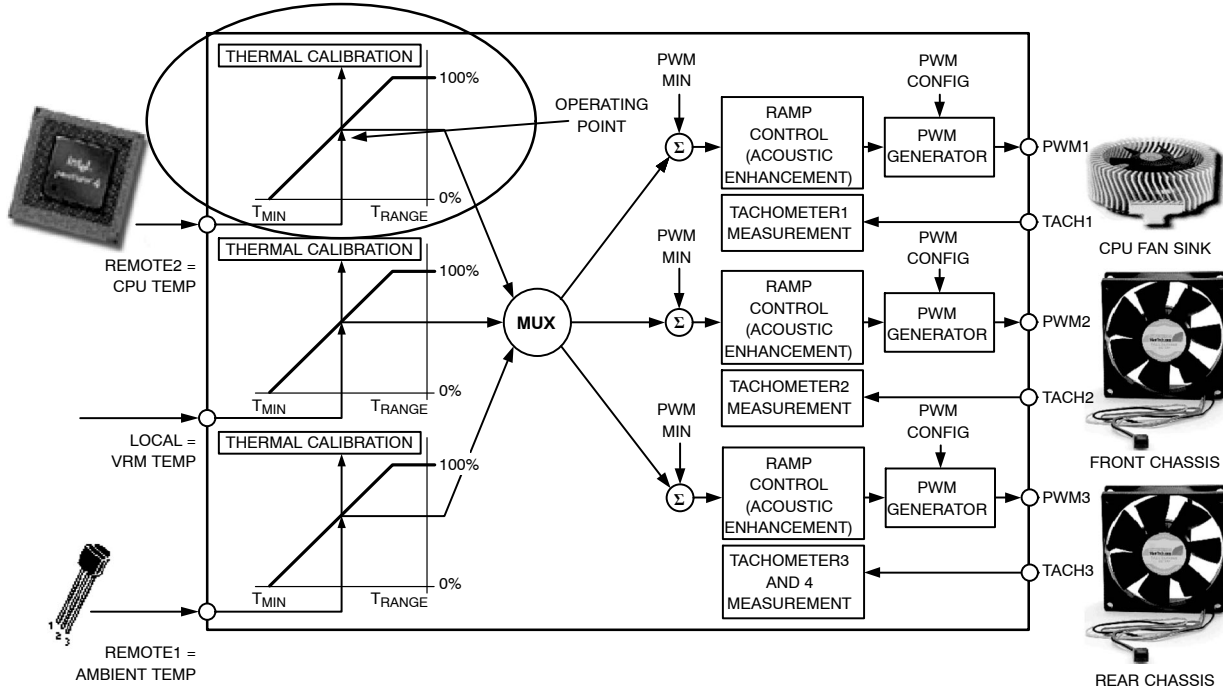 THERMAL CALIBRATION
100%
OPERATING
POINT
0%
TMIN
TRANGE
intel
pentium 4
REMOTE2 =
CPU TEMP
THERMAL CALIBRATION
100%
0%
TMIN
TRANGE
LOCAL =
VRM TEMP
THERMAL CALIBRATION
100%
0%
TMIN
TRANGE
1
2
3
REMOTE1 =
AMBIENT TEMP
MUX
PWM
MIN
Σ
RAMP
CONTROL
(ACOUSTIC
ENHANCEMENT)
PWM
CONFIG
PWM
GENERATOR
PWM1
TACHOMETER1
MEASUREMENT
TACH1
CPU FAN SINK
PWM
MIN
Σ
RAMP
CONTROL
(ACOUSTIC
ENHANCEMENT)
PWM
CONFIG
PWM
GENERATOR
PWM2
TACHOMETER2
MEASUREMENT
TACH2
FRONT CHASSIS
PWM
MIN
Σ
RAMP
CONTROL
(ACOUSTIC
ENHANCEMENT)
PWM
CONFIG
PWM
GENERATOR
PWM3
TACHOMETER3
AND 4
MEASUREMENT
TACH3
REAR CHASSIS